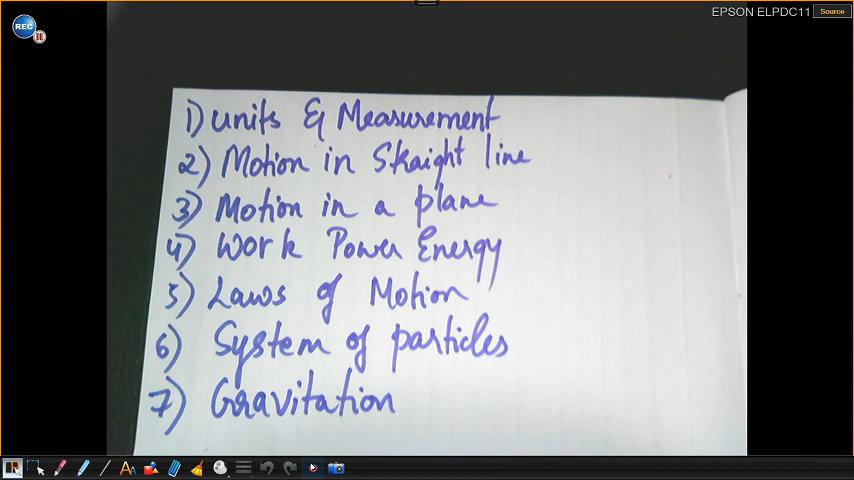 EPSON ELPDC11 Source
REC
1) Units & Measurement
2) Motion in Straight line
3) Motion in a plane
4) Work Power Energy
5) Laws of Motion
6) System of particles
7) Gravitation